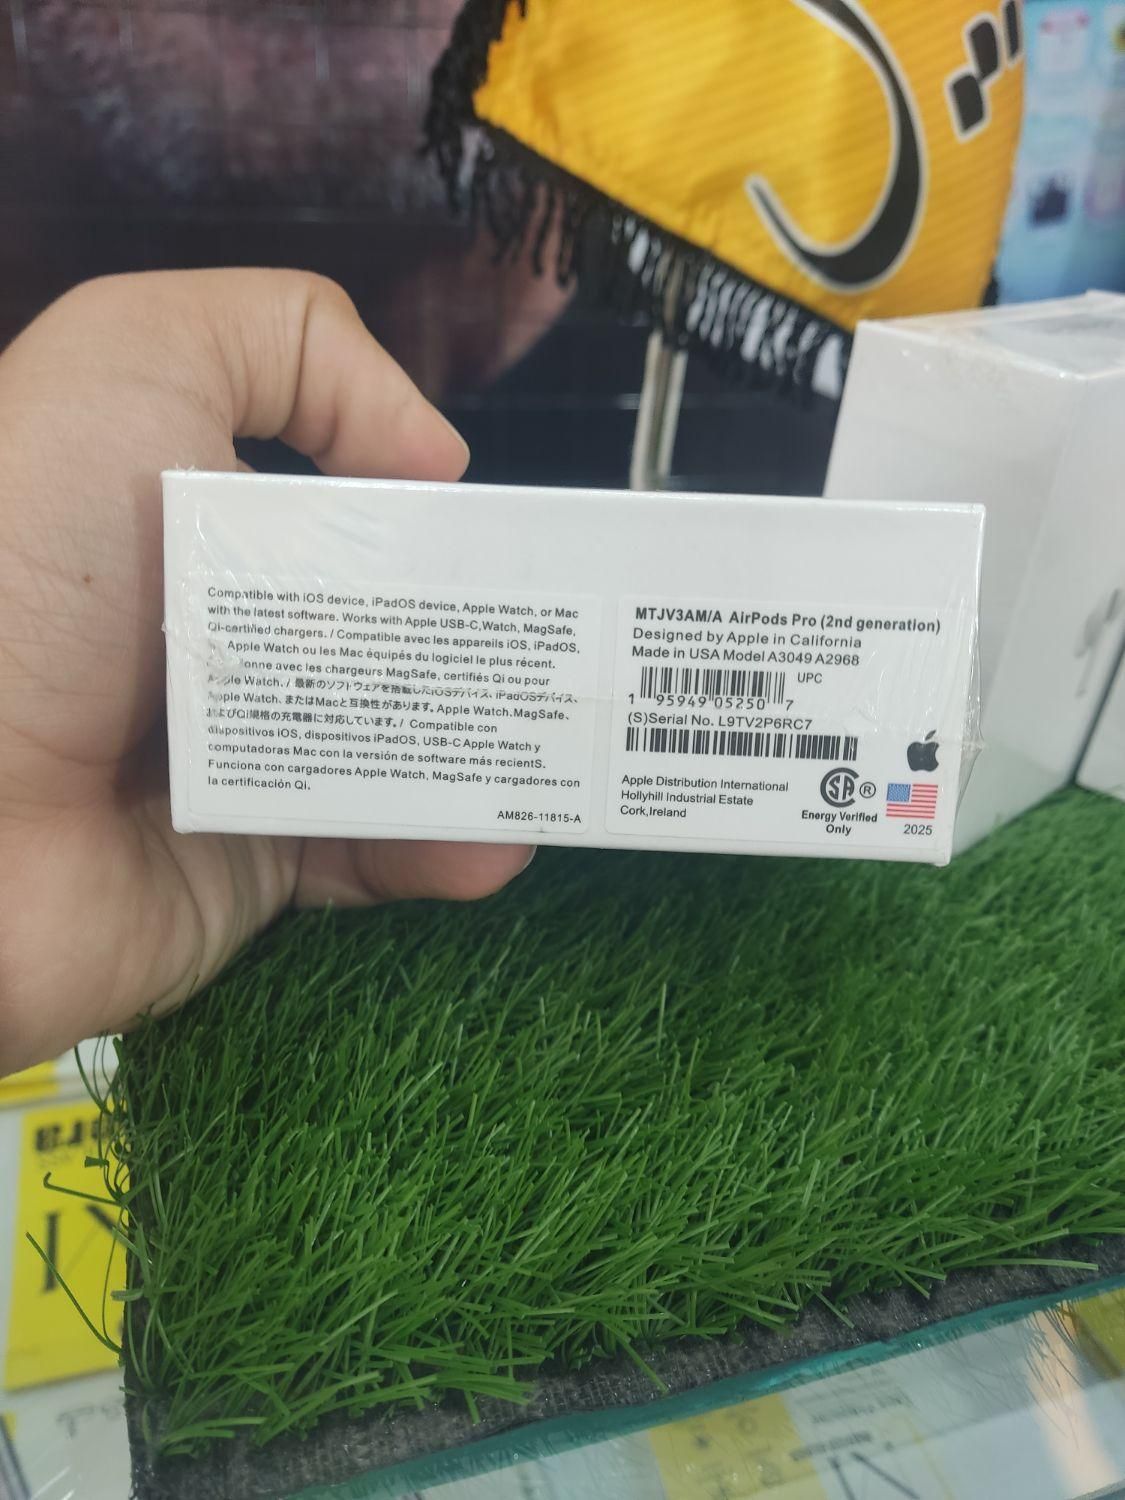 Compatible with iOS device, iPadOS device, Apple Watch, or Mac
with the latest software. Works with Apple USB-C,Watch, MagSafe,
Qi-certified chargers. / Compatible avec les appareils iOS, iPadOS,
Apple Watch ou les Mac équipés du logiciel le plus récent.
avec les chargeurs MagSafe, certifiés Qi ou pour
Apple Watch. / 最新のソフトウェアを搭載したiOSデバイス、iPadOSデバイス、
Apple Watch、またはMacと互換性があります。Apple Watch.MagSafe、
およびQi規格の充電器に対応しています。/ Compatible con
dispositivos iOS, dispositivos iPadOS, USB-C Apple Watch y
computadoras Mac con la versión de software más recientS.
Funciona con cargadores Apple Watch, MagSafe y cargadores con
la certificación Qi.
AM826-11815-A
MTJV3AM/A AirPods Pro (2nd generation)
Designed by Apple in California
Made in USA Model A3049 A2968
UPC
1 95949 05250 7
(S)Serial No. L9TV2P6RC7
Apple Distribution International
Hollyhill Industrial Estate
Cork,Ireland
SA ®
Energy Verified
Only
2025